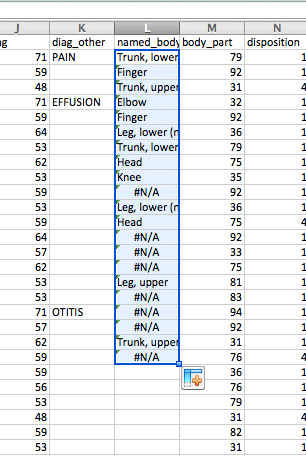 J K L M N
g diag_other named_body body_part disposition
71 PAIN Trunk, lower 79 1
59 Finger 92 1
48 Trunk, upper 31 4
71 EFFUSION Elbow 32 1
59 Finger 92 1
64 Leg, lower (n 36 1
53 Trunk, lower 79 1
62 Head 75 1
53 Knee 35 1
59 #N/A 92 1
53 Leg, lower (n 36 1
59 Head 75 4
64 #N/A 92 1
57 #N/A 33 1
62 #N/A 75 1
53 Leg, upper 81 1
53 #N/A 83 1
71 OTITIS #N/A 94 1
57 #N/A 92 1
62 Trunk, upper 31 1
59 #N/A 76 4
59 36 1
56 76 1
53 79 1
48 31 4
59 82 1
53 31 1